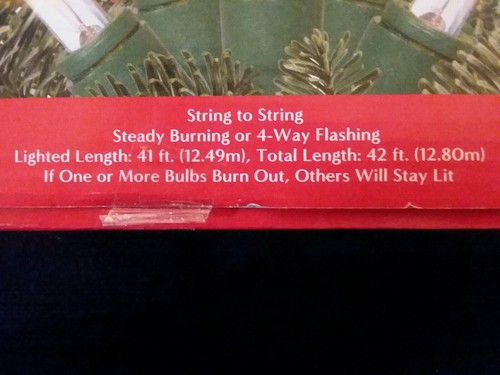 String to String
Steady Burning or 4-Way Flashing
Lighted Length: 41 ft. (12.49m), Total Length: 42 ft. (12.80m)
If One or More Bulbs Burn Out, Others Will Stay Lit